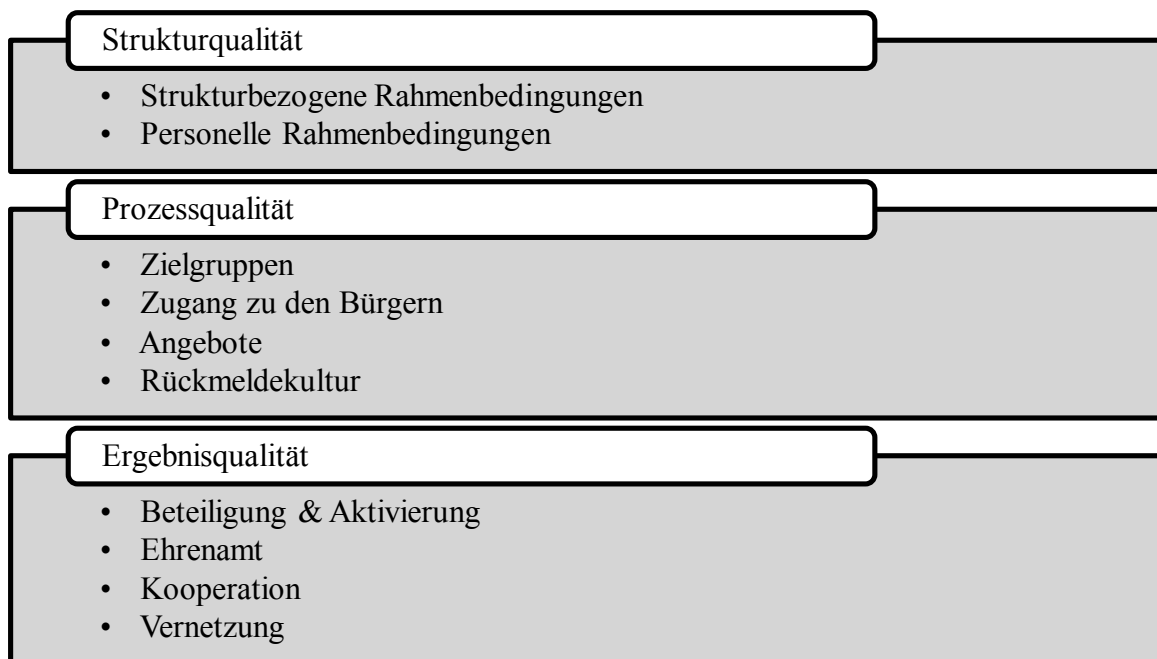 Strukturqualität
• Strukturbezogene Rahmenbedingungen
• Personelle Rahmenbedingungen
Prozessqualität
• Zielgruppen
• Zugang zu den Bürgern
• Angebote
• Rückmeldekultur
Ergebnisqualität
• Beteiligung & Aktivierung
• Ehrenamt
• Kooperation
• Vernetzung